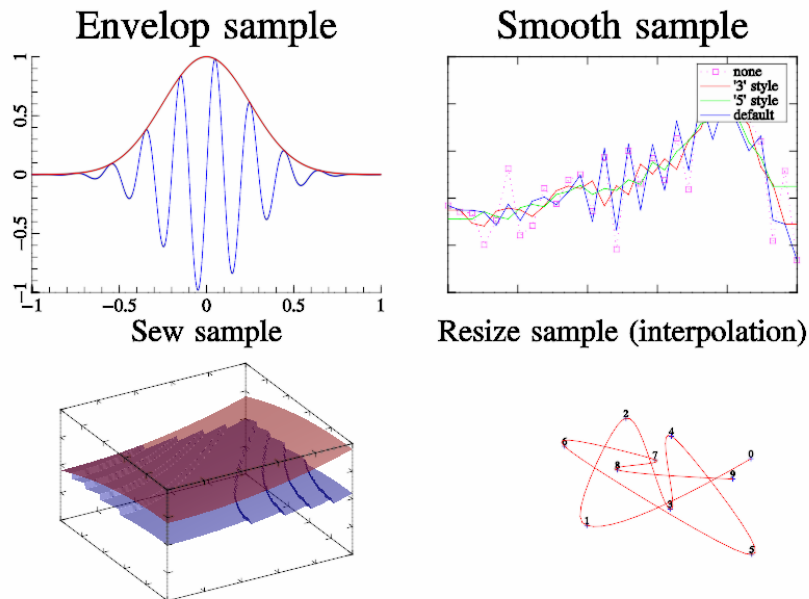 Envelop sample
1
0.5
0
−0.5
−1
−1
−0.5
0
0.5
1
Smooth sample
none
'3' style
'5' style
default
Sew sample
Resize sample (interpolation)
2
4
6
7
0
8
9
3
1
5